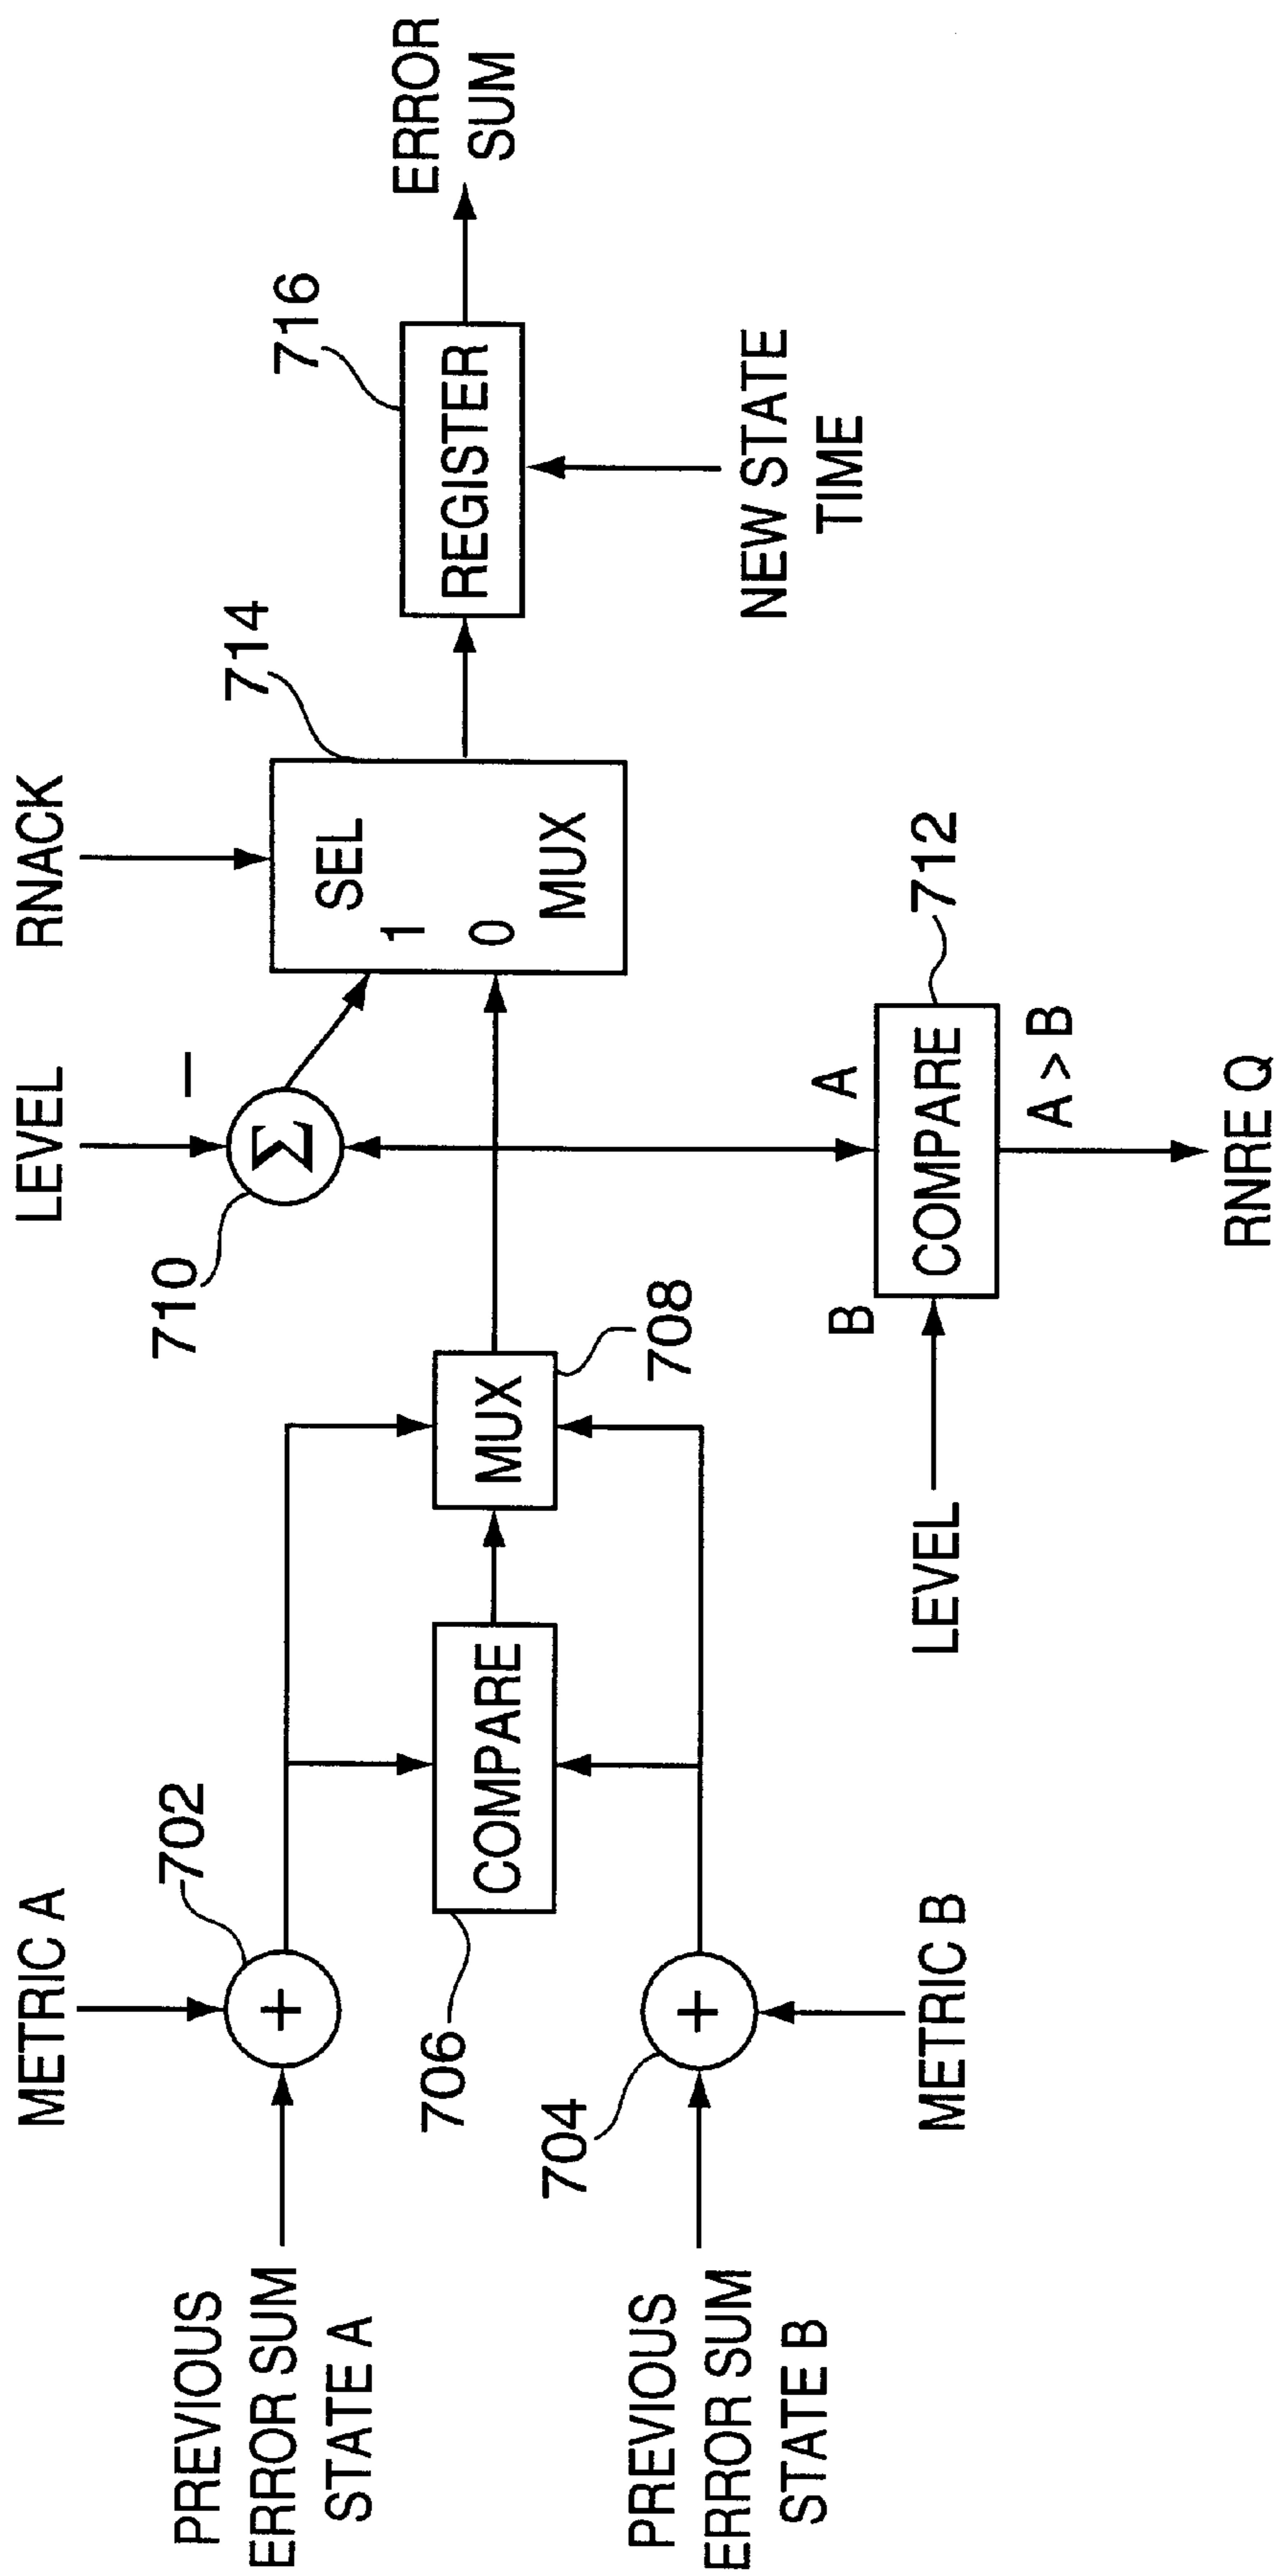 METRIC A
LEVEL
RNACK
702
710
–
714
716
PREVIOUS
ERROR SUM
STATE A
+
Σ
SEL
1
0
MUX
REGISTER
ERROR
SUM
706
COMPARE
MUX
708
704
+
PREVIOUS
ERROR SUM
STATE B
METRIC B
LEVEL
B
A
COMPARE
712
A > B
RNRE Q
NEW STATE
TIME